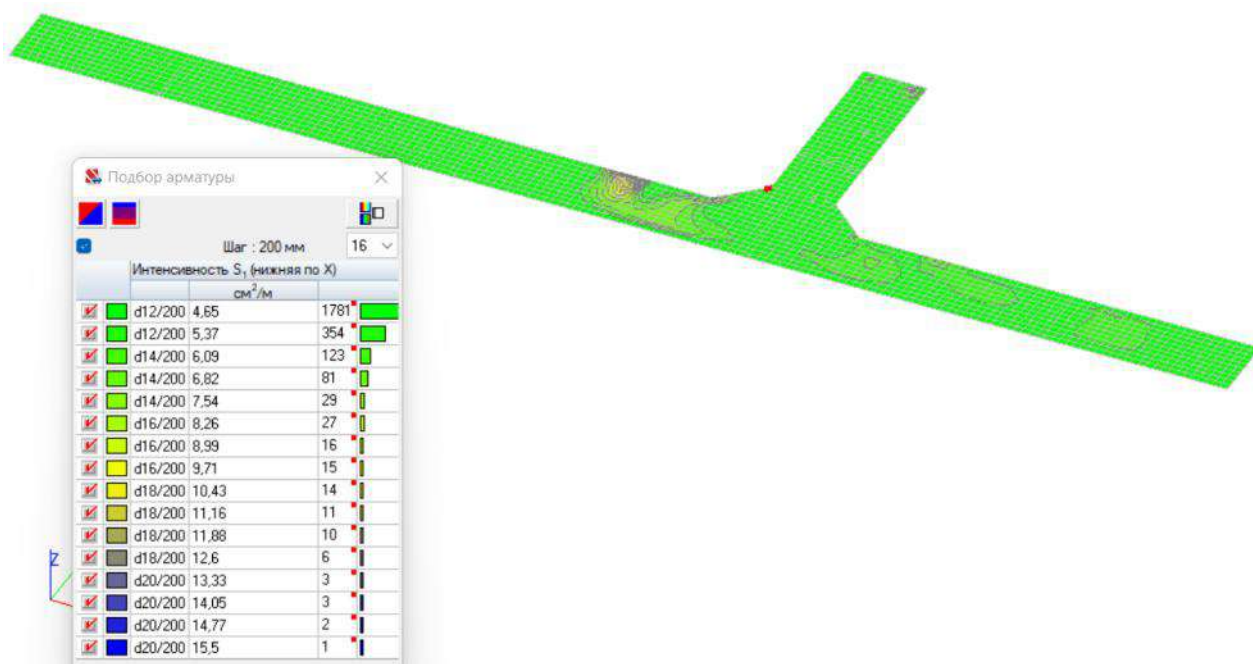 Подбор арматуры
Шаг : 200 мм 16
Интенсивность S₁ (нижняя по X)
см²/м
d12/200 4,65 1781
d12/200 5,37 354
d14/200 6,09 123
d14/200 6,82 81
d14/200 7,54 29
d16/200 8,26 27
d16/200 8,99 16
d16/200 9,71 15
d18/200 10,43 14
d18/200 11,16 11
d18/200 11,88 10
d18/200 12,6 6
d20/200 13,33 3
d20/200 14,05 3
d20/200 14,77 2
d20/200 15,5 1
Z